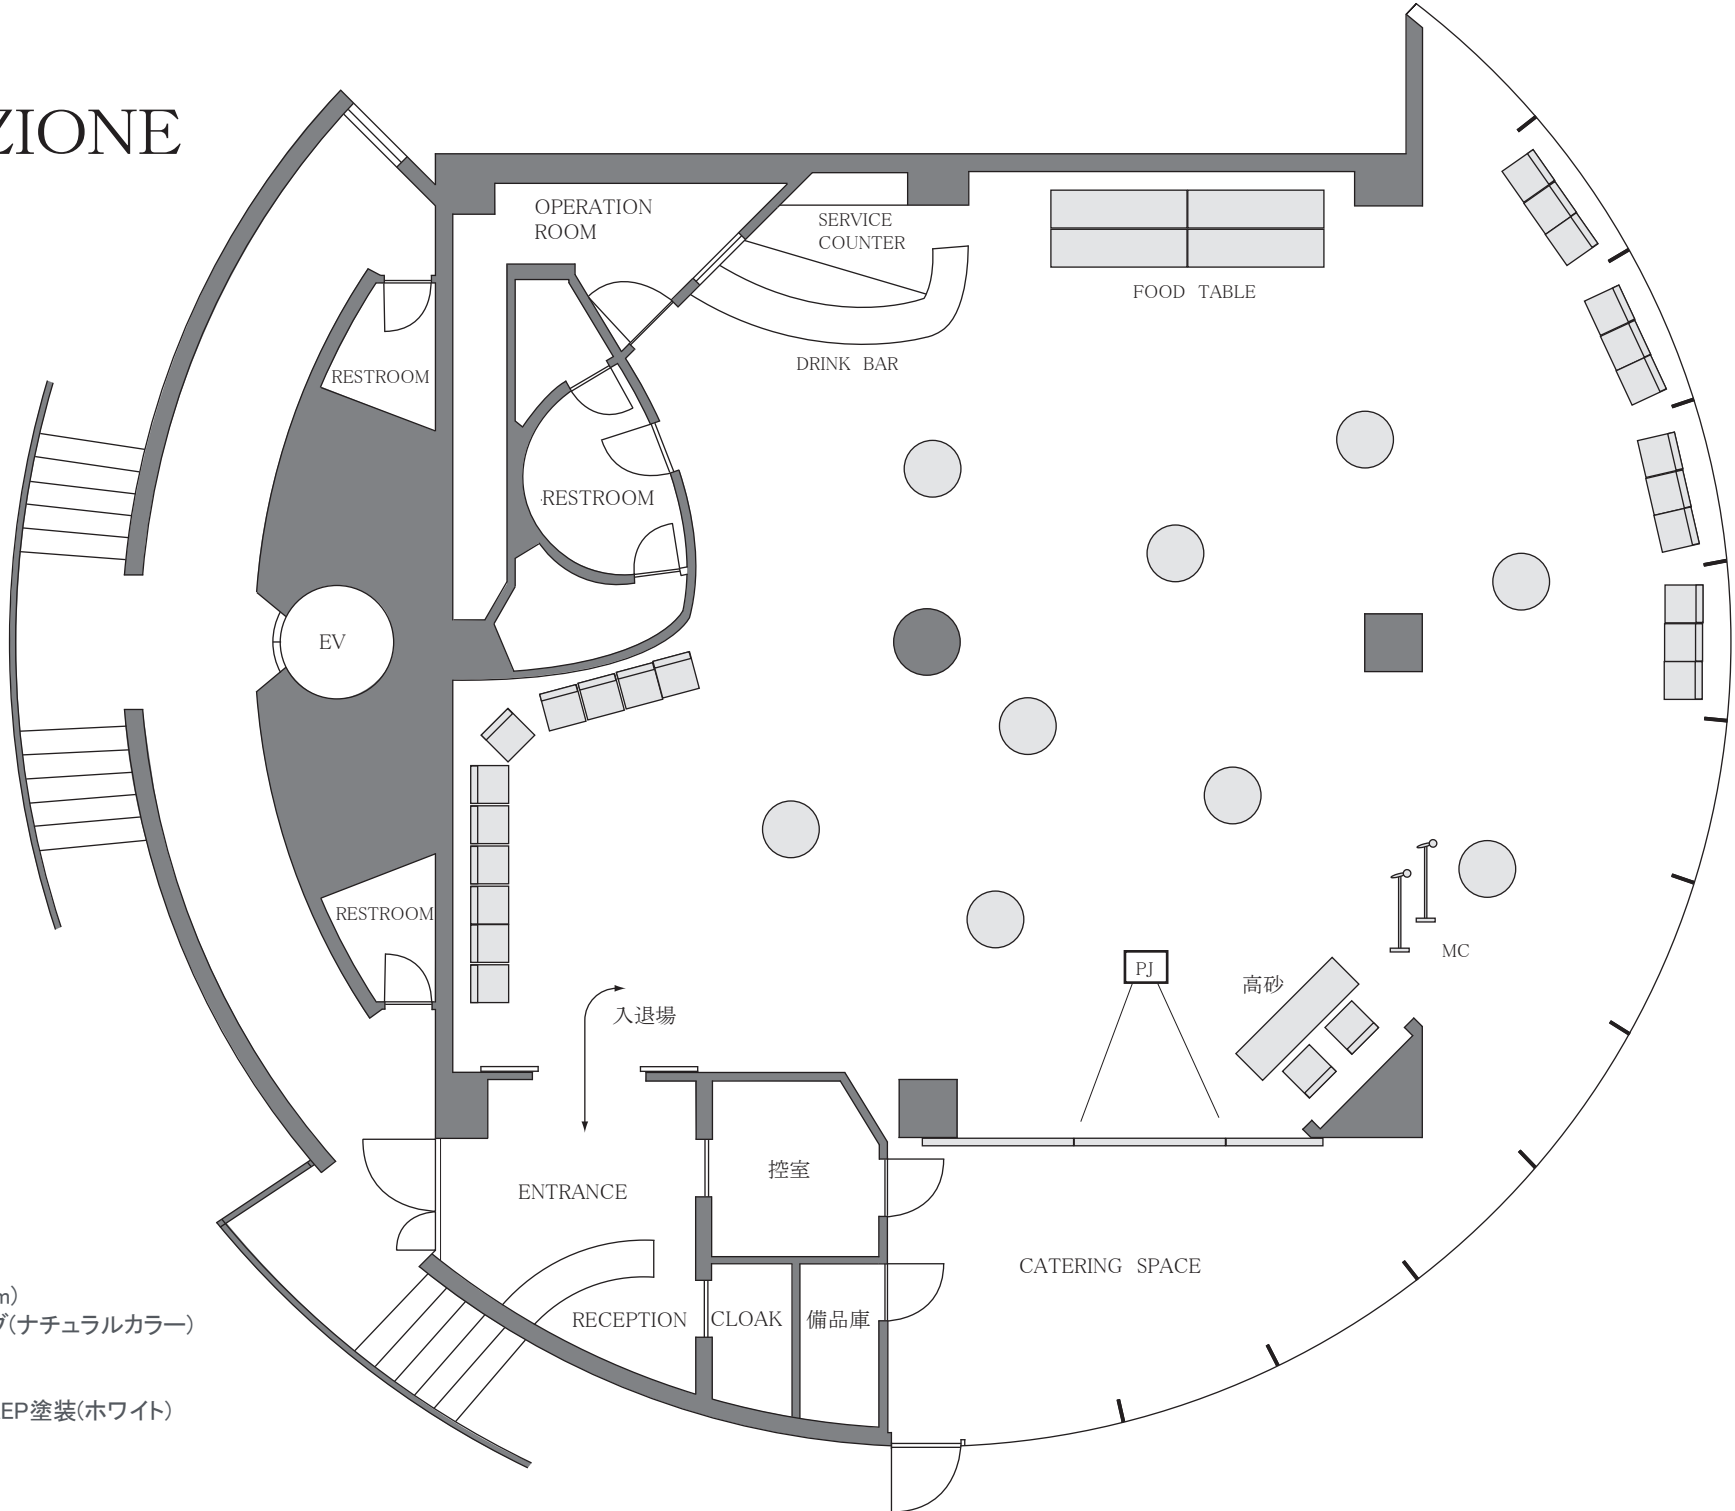 ZIONE
OPERATION
ROOM
SERVICE
COUNTER
FOOD TABLE
DRINK BAR
RESTROOM
RESTROOM
EV
RESTROOM
MC
PJ
高砂
入退場
控室
ENTRANCE
CATERING SPACE
RECEPTION
CLOAK
備品庫
m)
(ナチュラルカラー)
EP塗装(ホワイト)